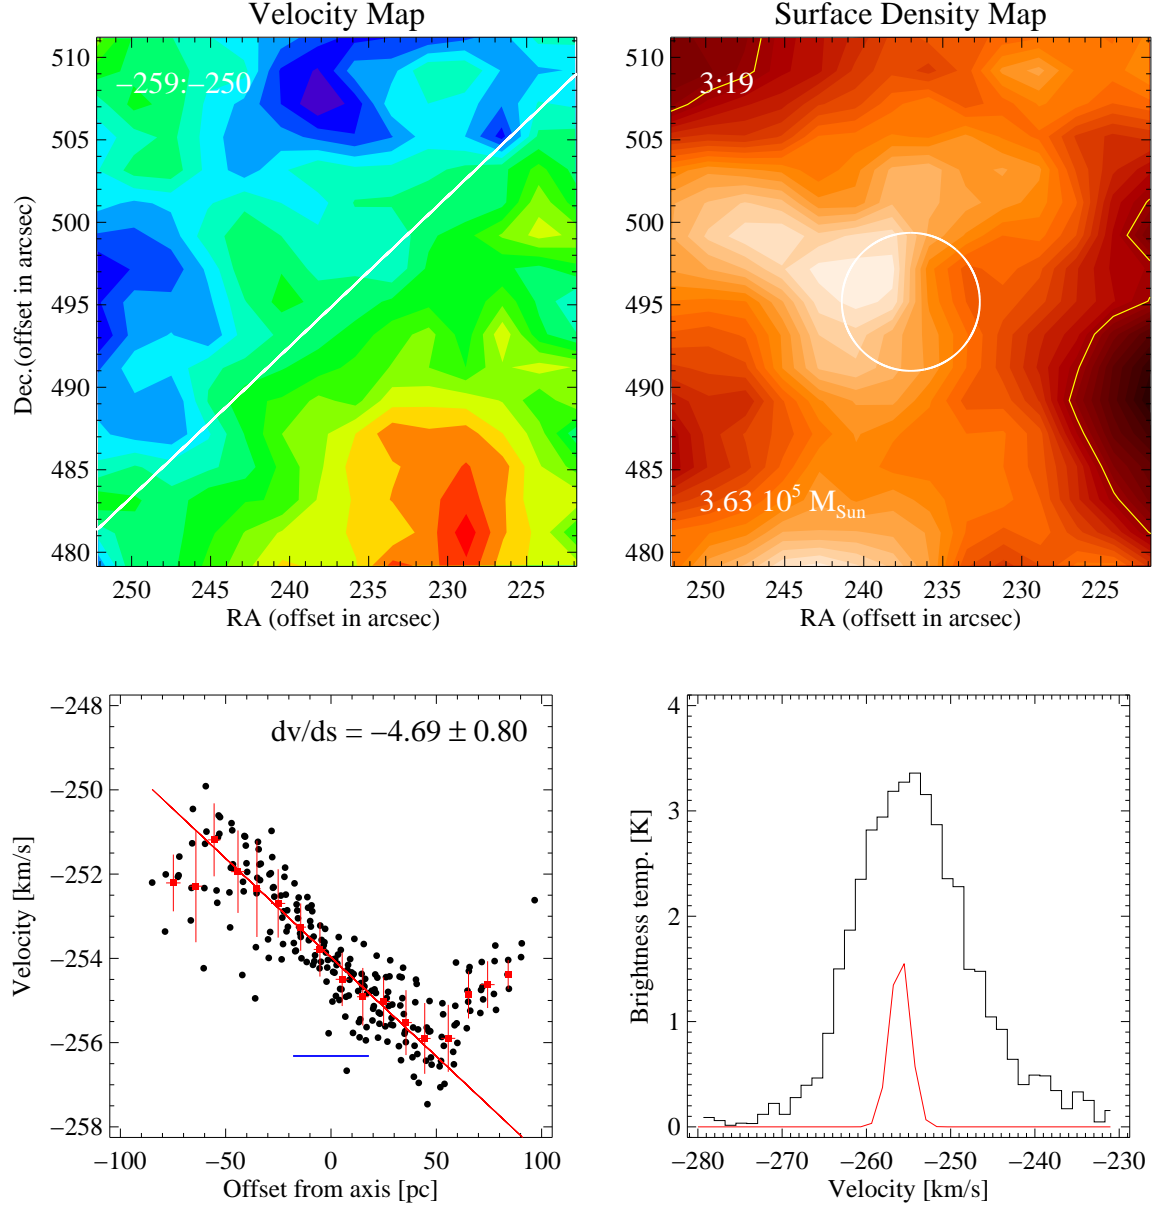 Velocity Map
Surface Density Map
−259:−250
3:19
3.63 10^5 M_Sun
Dec.(offset in arcsec)
510
505
500
495
490
485
480
250 245 240 235 230 225
RA (offset in arcsec)
510
505
500
495
490
485
480
250 245 240 235 230 225
RA (offsett in arcsec)
dv/ds = −4.69 ± 0.80
Velocity [km/s]
−248
−250
−252
−254
−256
−258
−100 −50 0 50 100
Offset from axis [pc]
Brightness temp. [K]
4
3
2
1
0
−280 −270 −260 −250 −240 −230
Velocity [km/s]